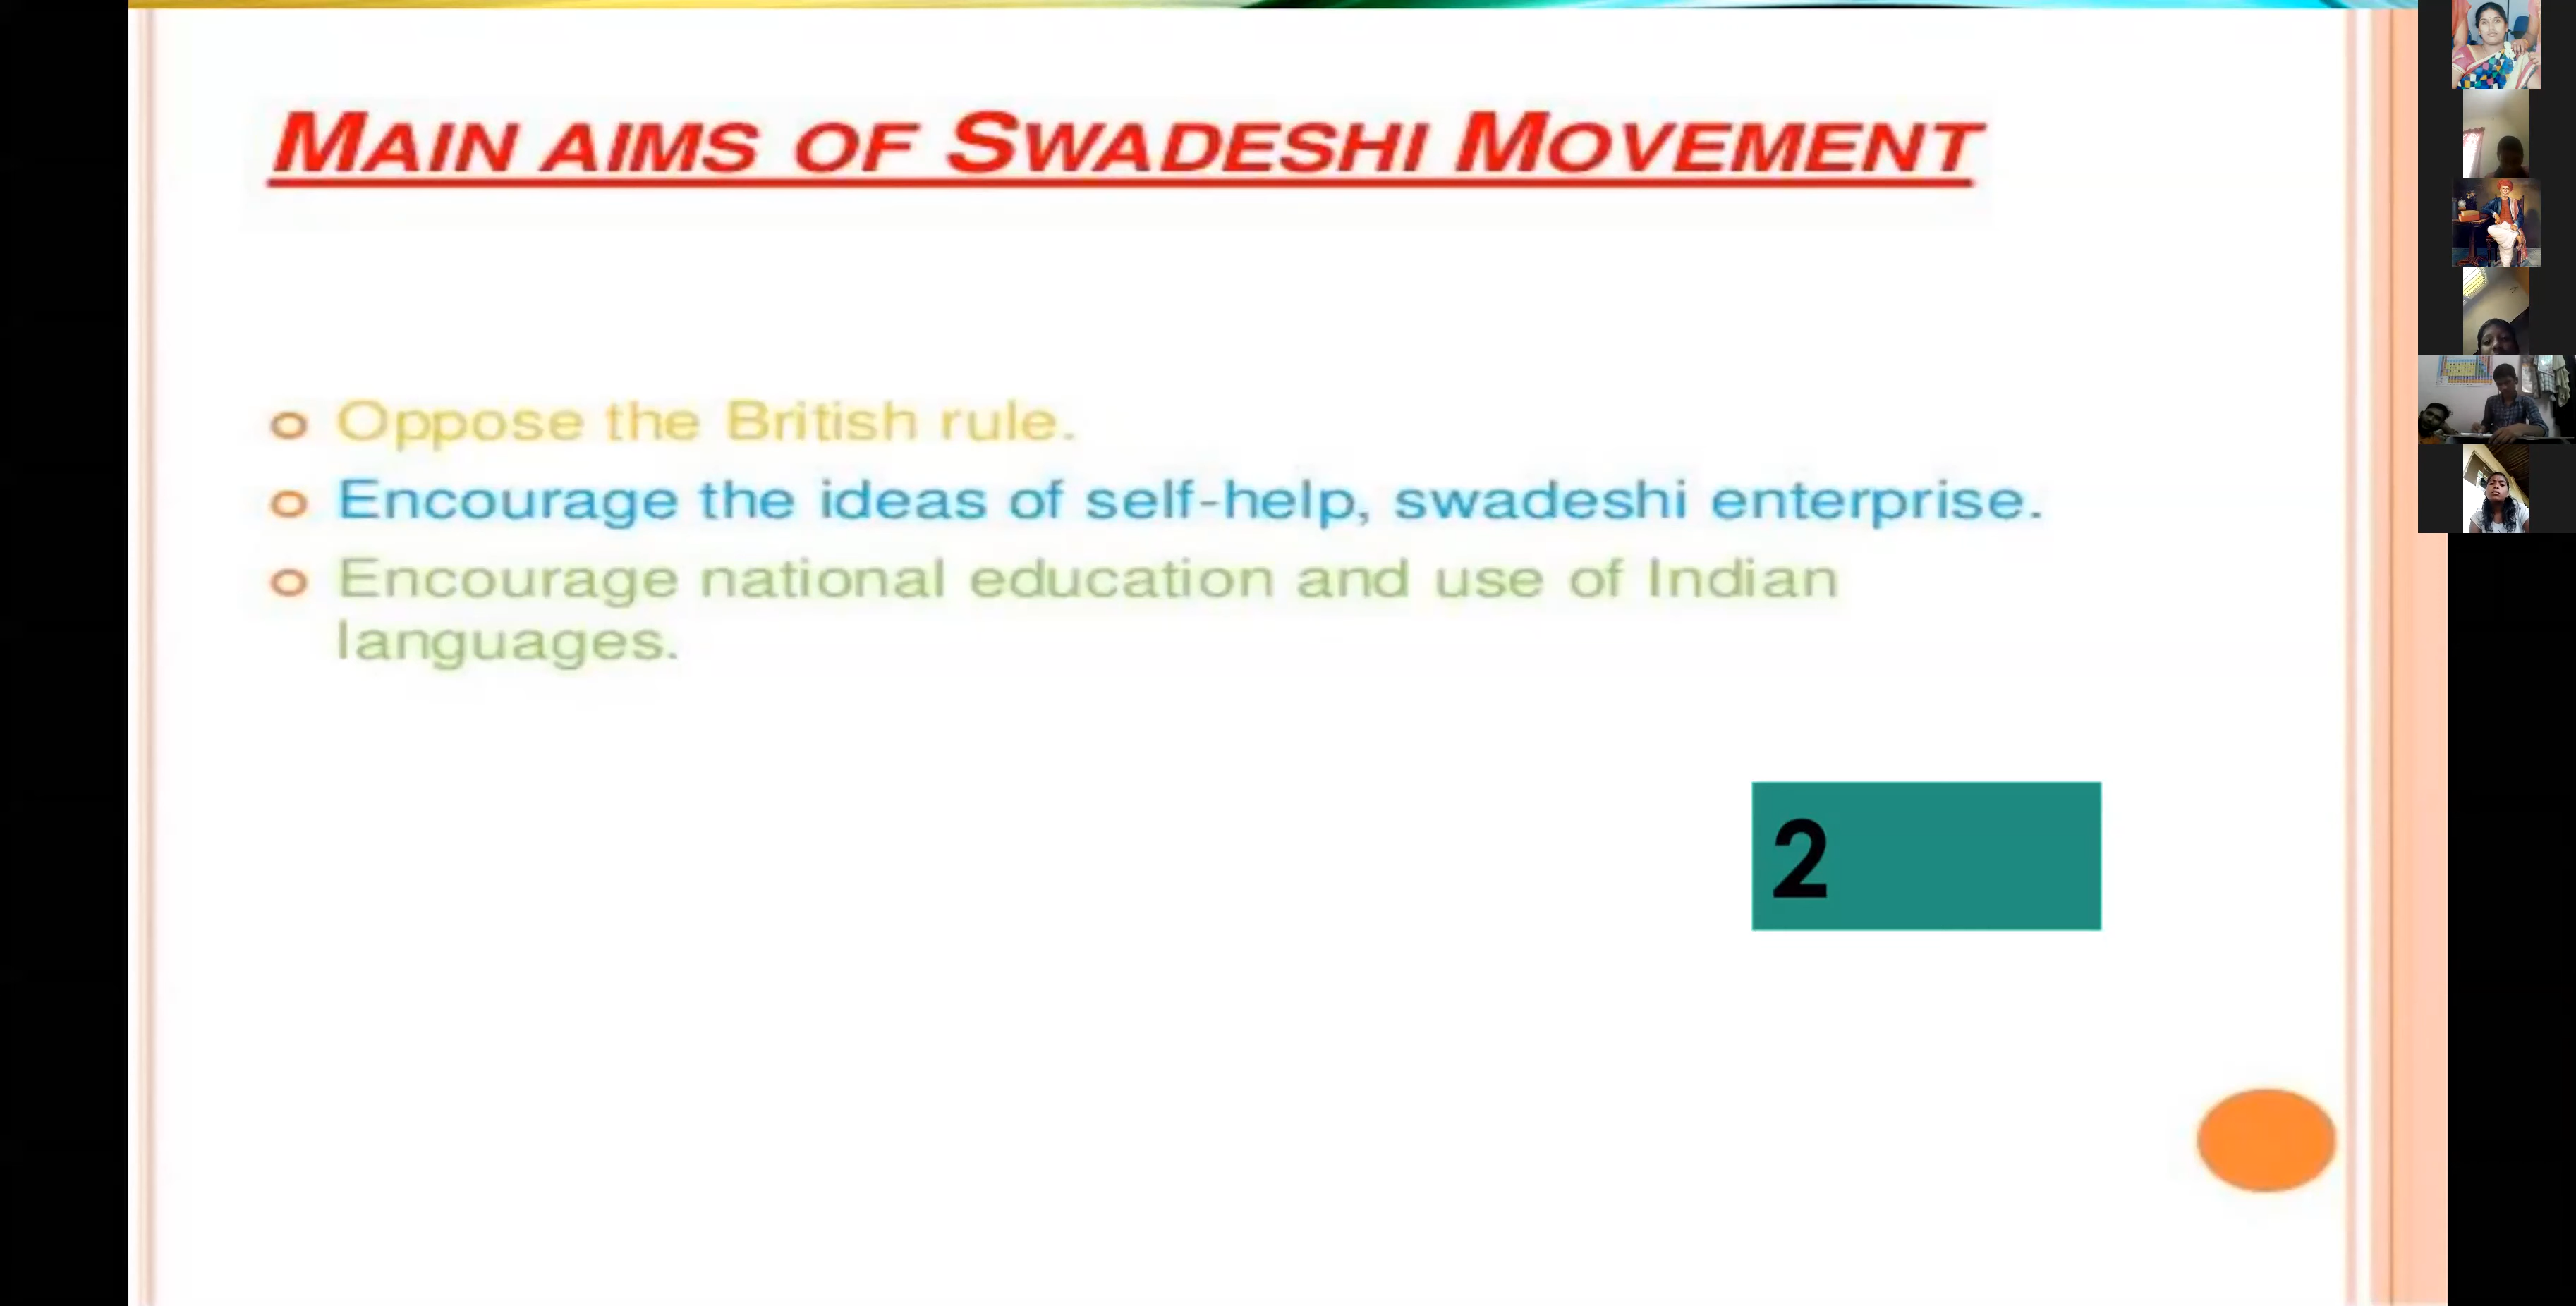 MAIN AIMS OF SWADESHI MOVEMENT
Oppose the British rule.
Encourage the ideas of self-help, swadeshi enterprise.
Encourage national education and use of Indian
languages.
2